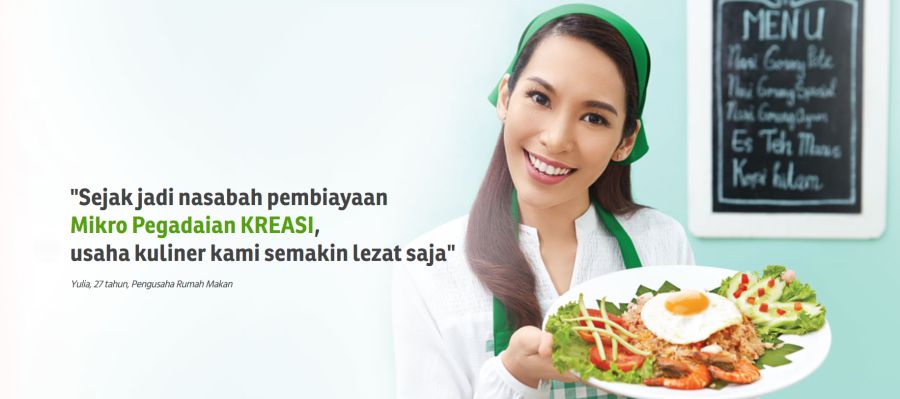 "Sejak jadi nasabah pembiayaan
Mikro Pegadaian KREASI,
usaha kuliner kami semakin lezat saja"
Yulia, 27 tahun, Pengusaha Rumah Makan
MENU
Nasi Goreng Pete
Nasi Goreng Spesial
Nasi Goreng Ayam
Es Teh Manis
Kopi hitam